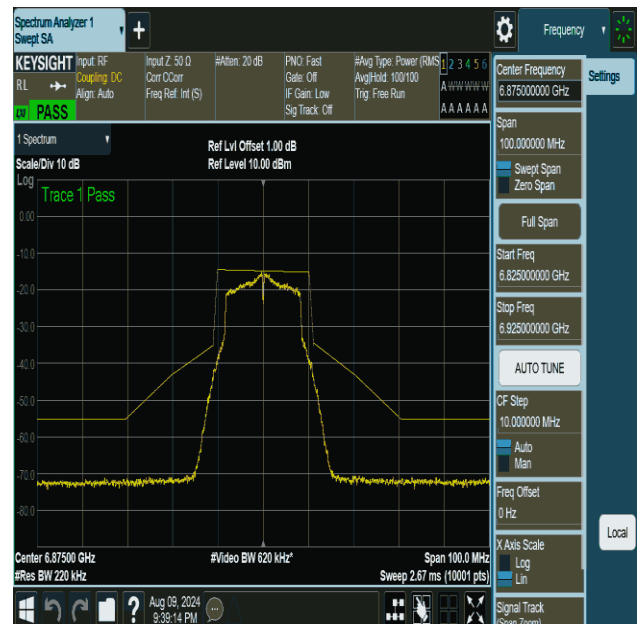 Spectrum Analyzer 1
Swept SA
+
Frequency
KEYSIGHT
RL
PASS
Input: RF
Coupling: DC
Align: Auto
Input Z: 50 Ω
Corr CCorr
Freq Ref: Int (S)
#Atten: 20 dB
PNO: Fast
Gate: Off
IF Gain: Low
Sig Track: Off
#Avg Type: Power (RMS
Avg|Hold: 100/100
Trig: Free Run
1 2 3 4 5 6
A W W W W W
A A A A A A
Center Frequency
6.875000000 GHz
Settings
Span
100.000000 MHz
Swept Span
Zero Span
Full Span
Start Freq
6.825000000 GHz
Stop Freq
6.925000000 GHz
AUTO TUNE
CF Step
10.000000 MHz
Auto
Man
Freq Offset
0 Hz
X Axis Scale
Log
Lin
Local
Signal Track
(Span Zoom)
1 Spectrum
Scale/Div 10 dB
Ref Lvl Offset 1.00 dB
Ref Level 10.00 dBm
Log
Trace 1 Pass
0.00
-10.0
-20.0
-30.0
-40.0
-50.0
-60.0
-70.0
-80.0
Center 6.87500 GHz
#Video BW 620 kHz*
Span 100.0 MHz
#Res BW 220 kHz
Sweep 2.67 ms (10001 pts)
?
Aug 09, 2024
9:39:14 PM